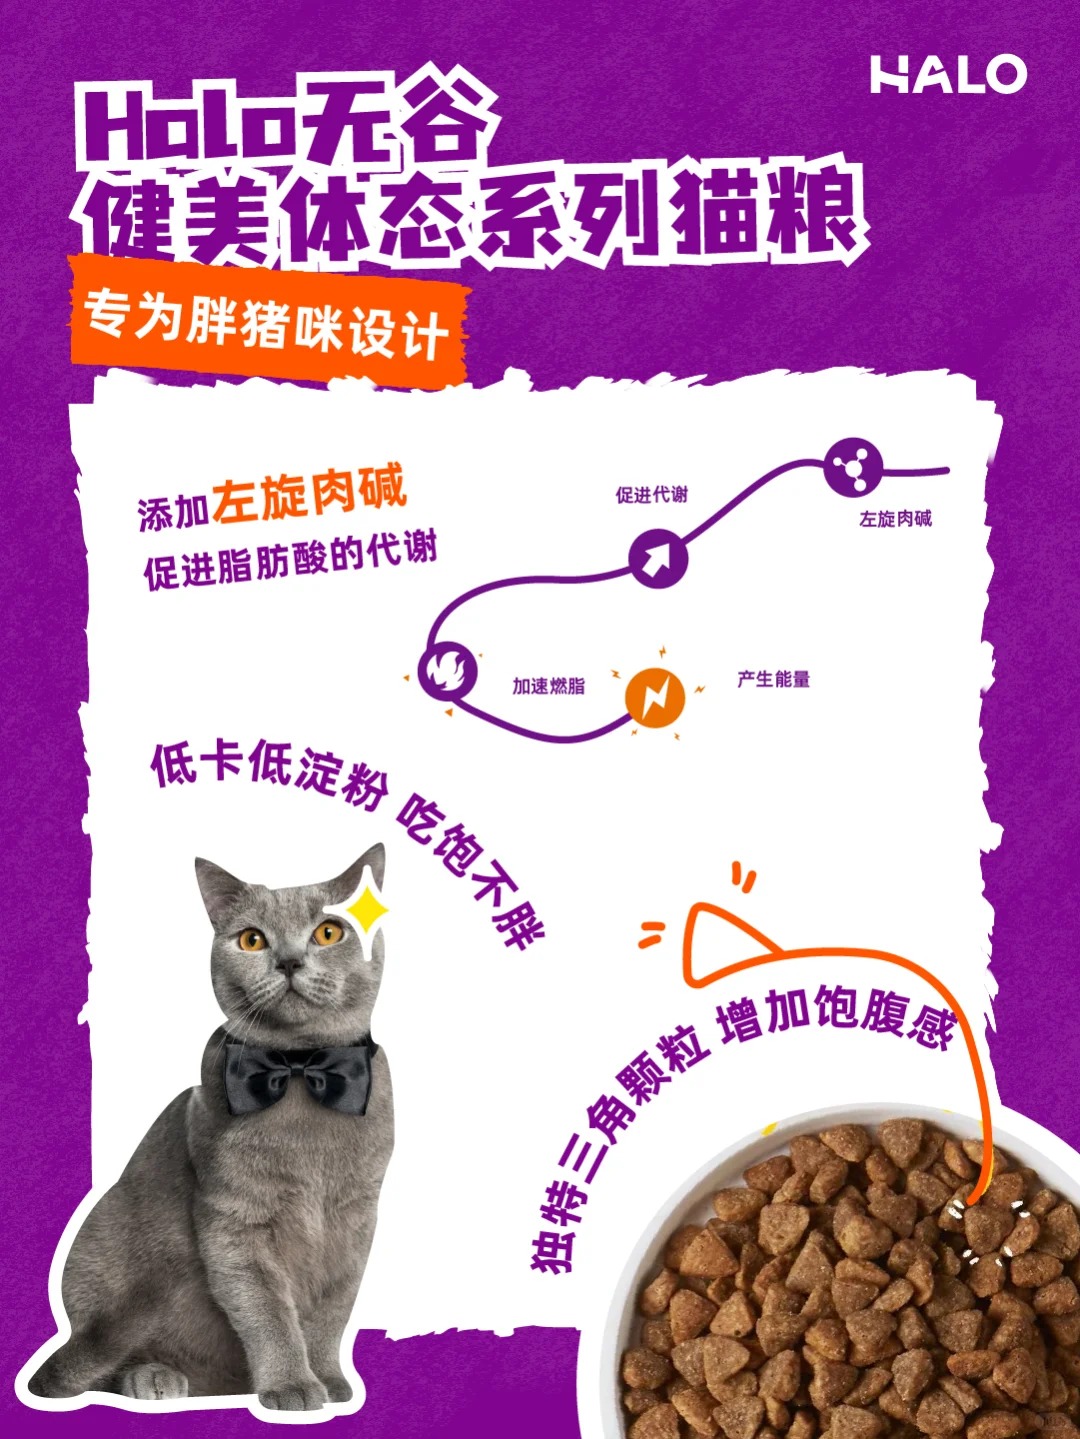 HALO
Halo无谷
健美体态系列猫粮
专为胖猪咪设计
添加左旋肉碱
促进脂肪酸的代谢
促进代谢
左旋肉碱
加速燃脂
产生能量
低卡低淀粉 吃饱不胖
独特三角颗粒 增加饱腹感